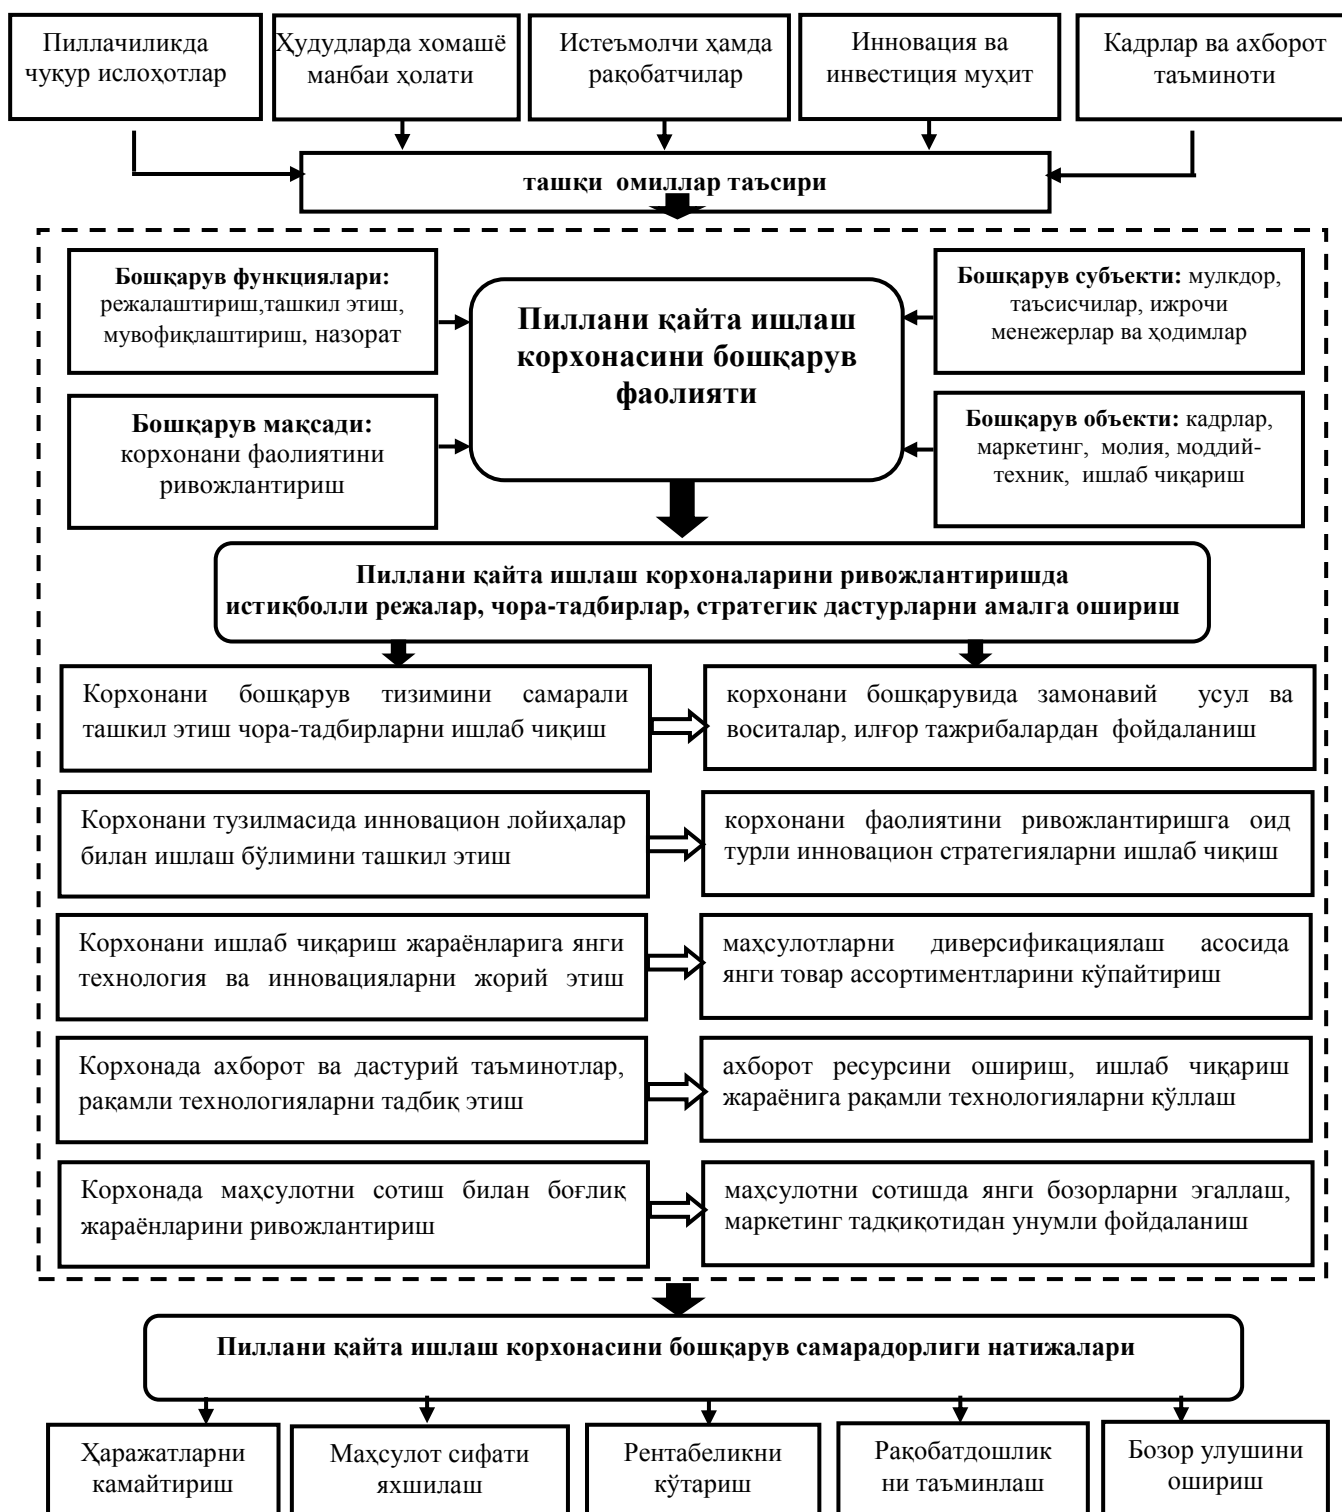 Пиллачиликда
чуқур ислоҳотлар
Ҳудудларда хомашё
манбаи ҳолати
Истеъмолчи ҳамда
рақобатчилар
Инновация ва
инвестиция муҳит
Кадрлар ва ахборот
таъминоти
ташқи омиллар таъсири
Бошқарув функциялари:
режалаштириш,ташкил этиш,
мувофиқлаштириш, назорат
Бошқарув мақсади:
корхонани фаолиятини
ривожлантириш
Пиллани қайта ишлаш
корхонасини бошқарув
фаолияти
Бошқарув субъекти: мулкдор,
таъсисчилар, ижрочи
менежерлар ва ҳодимлар
Бошқарув объекти: кадрлар,
маркетинг, молия, моддий-
техник, ишлаб чиқариш
Пиллани қайта ишлаш корхоналарини ривожлантиришда
истиқболли режалар, чора-тадбирлар, стратегик дастурларни амалга ошириш
Корхонани бошқарув тизимини самарали
ташкил этиш чора-тадбирларни ишлаб чиқиш
корхонани бошқарувида замонавий усул ва
воситалар, илғор тажрибалардан фойдаланиш
Корхонани тузилмасида инновацион лойиҳалар
билан ишлаш бўлимини ташкил этиш
корхонани фаолиятини ривожлантиришга оид
турли инновацион стратегияларни ишлаб чиқиш
Корхонани ишлаб чиқариш жараёнларига янги
технология ва инновацияларни жорий этиш
маҳсулотларни диверсификациялаш асосида
янги товар ассортиментларини кўпайтириш
Корхонада ахборот ва дастурий таъминотлар,
рақамли технологияларни тадбиқ этиш
ахборот ресурсини ошириш, ишлаб чиқариш
жараёнига рақамли технологияларни қўллаш
Корхонада маҳсулотни сотиш билан боғлиқ
жараёнларини ривожлантириш
маҳсулотни сотишда янги бозорларни эгаллаш,
маркетинг тадқиқотидан унумли фойдаланиш
Пиллани қайта ишлаш корхонасини бошқарув самарадорлиги натижалари
Ҳаражатларни
камайтириш
Маҳсулот сифати
яхшилаш
Рентабеликни
кўтариш
Рақобатдошлик
ни таъминлаш
Бозор улушини
ошириш